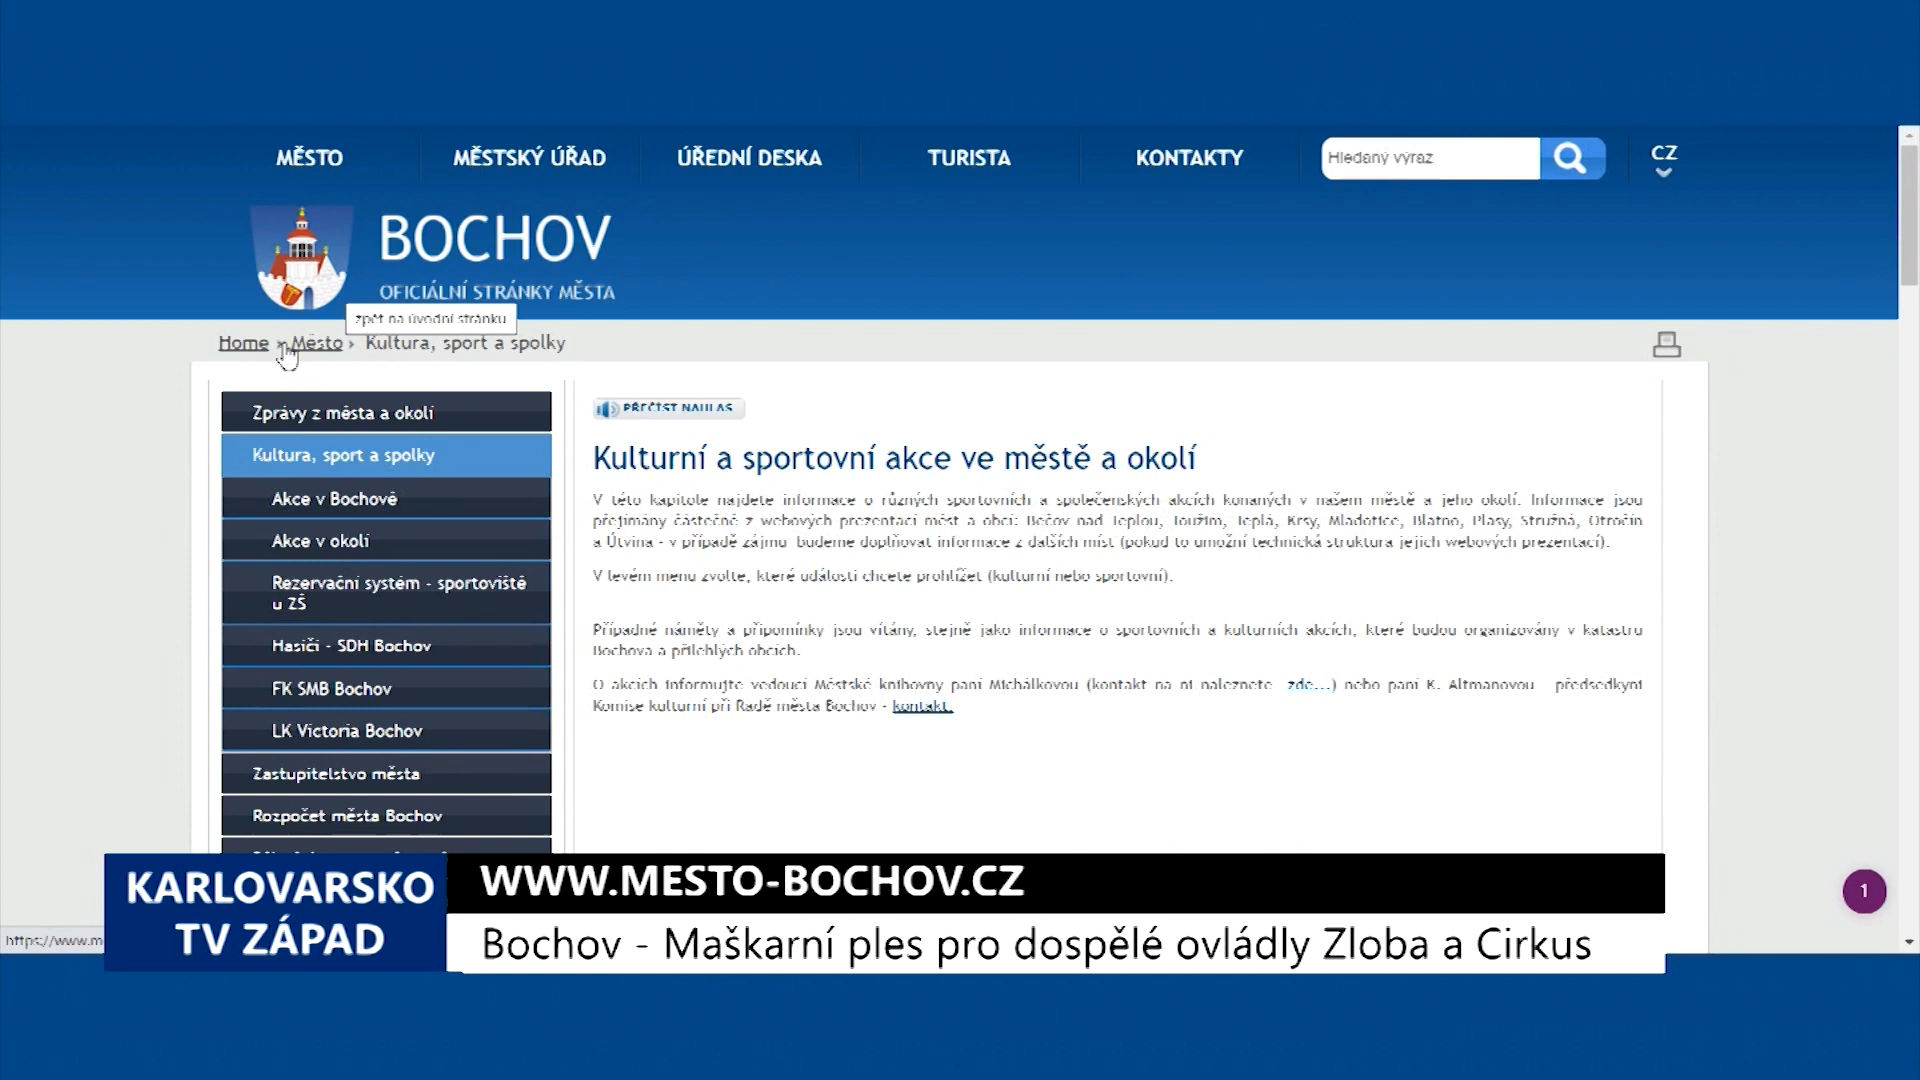 MĚSTO
MĚSTSKÝ ÚŘAD
ÚŘEDNÍ DESKA
TURISTA
KONTAKTY
Hledaný výraz
CZ
BOCHOV
OFICIÁLNÍ STRÁNKY MĚSTA
zpět na úvodní stránku
Home » Město › Kultura, sport a spolky
Zprávy z města a okolí
Kultura, sport a spolky
Akce v Bochově
Akce v okolí
Rezervační systém - sportoviště
u ZŠ
Hasiči - SDH Bochov
FK SMB Bochov
LK Victoria Bochov
Zastupitelstvo města
Rozpočet města Bochov
PŘEČÍST NAHLAS
Kulturní a sportovní akce ve městě a okolí
V této kapitole najdete informace o různých sportovních a společenských akcích konaných v našem městě a jeho okolí. Informace jsou
přejímány částečně z webových prezentací měst a obcí: Bečov nad Teplou, Toužim, Teplá, Krsy, Mladotice, Blatno, Plasy, Stružná, Otročín
a Útvina - v případě zájmu budeme doplňovat informace z dalších míst (pokud to umožní technická struktura jejich webových prezentací).
V levém menu zvolte, které události chcete prohlížet (kulturní nebo sportovní).
Případné náměty a připomínky jsou vítány, stejně jako informace o sportovních a kulturních akcích, které budou organizovány v katastru
Bochova a přilehlých obcích.
O akcích informujte vedoucí Městské knihovny paní Michálkovou (kontakt na ni naleznete zde...) nebo paní K. Altmanovou předsedkyni
Komise kulturní při Radě města Bochov - kontakt.
1
https://www.m
KARLOVARSKO
TV ZÁPAD
WWW.MESTO-BOCHOV.CZ
Bochov - Maškarní ples pro dospělé ovládly Zloba a Cirkus